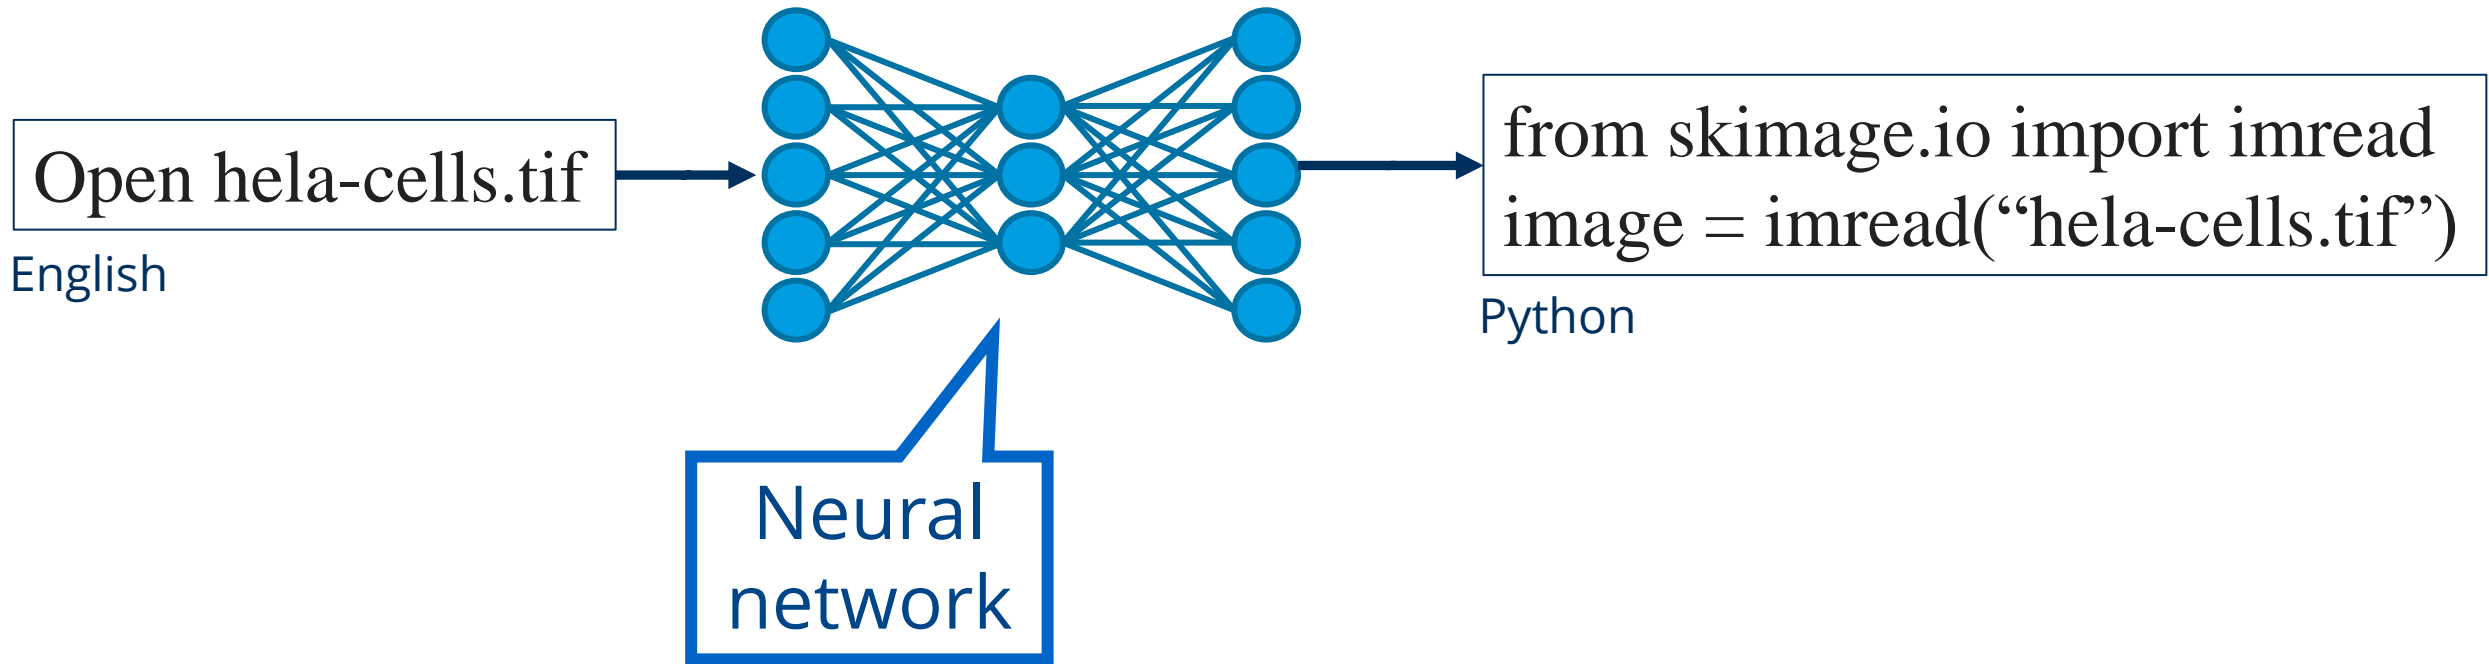 Open hela-cells.tif
English
from skimage.io import imread
image = imread(“hela-cells.tif”)
Python
Neural
network